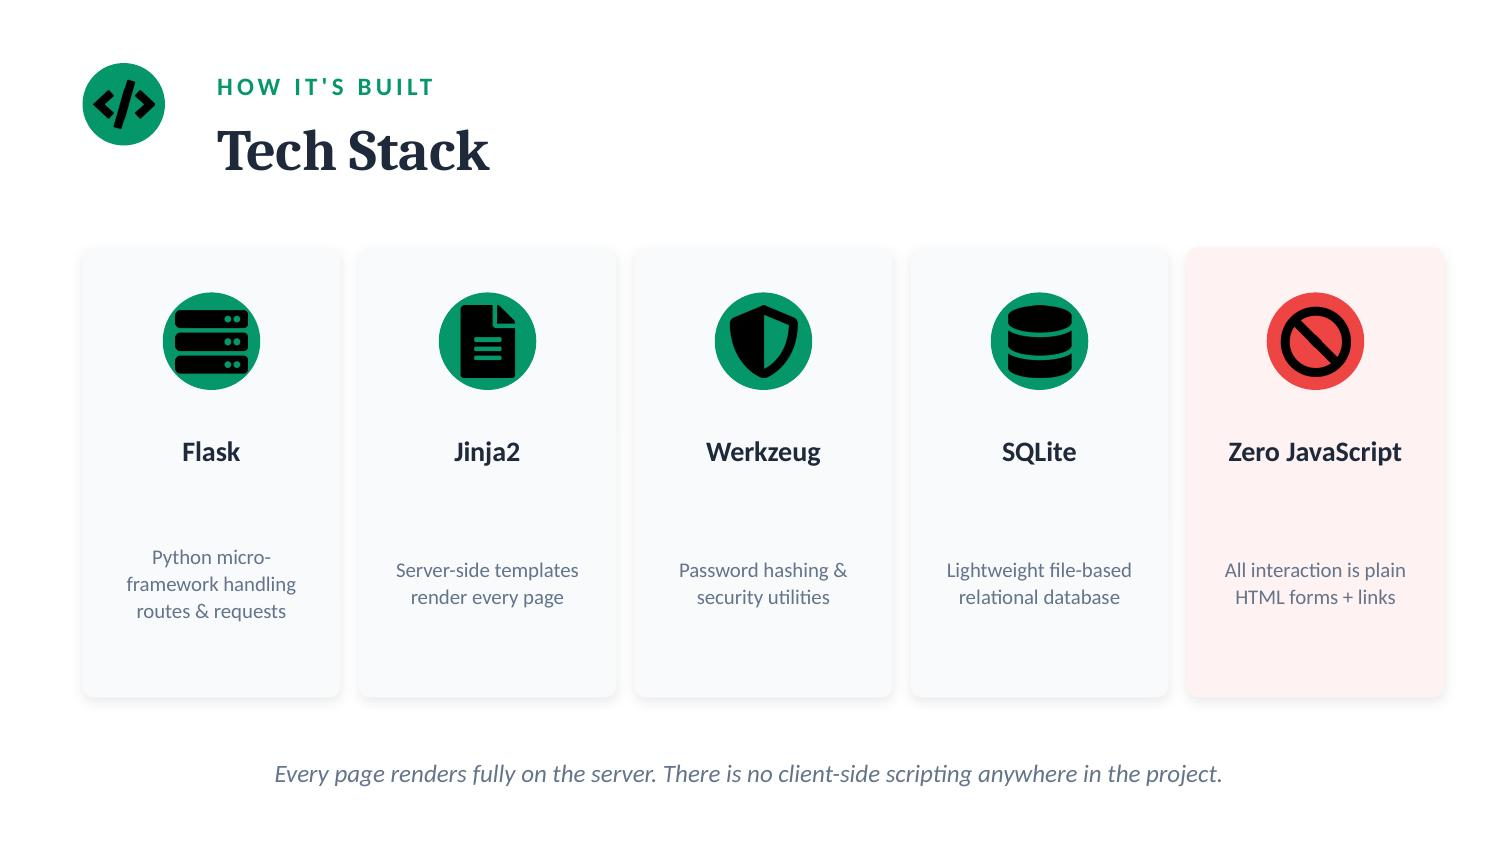 HOW IT'S BUILT
Tech Stack
Flask
Python micro-
framework handling
routes & requests
Jinja2
Server-side templates
render every page
Werkzeug
Password hashing &
security utilities
SQLite
Lightweight file-based
relational database
Zero JavaScript
All interaction is plain
HTML forms + links
Every page renders fully on the server. There is no client-side scripting anywhere in the project.